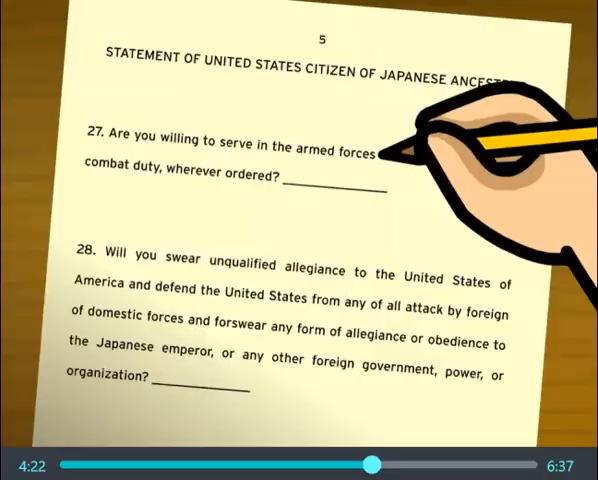 5
STATEMENT OF UNITED STATES CITIZEN OF JAPANESE
27. Are you willing to serve in the armed forces
combat duty, wherever ordered?
28. Will you swear unqualified allegiance to the United States of
America and defend the United States from any of all attack by foreign
of domestic forces and forswear any form of allegiance or obedience to
the Japanese emperor, or any other foreign government, power, or
organization?
4:22
6:37